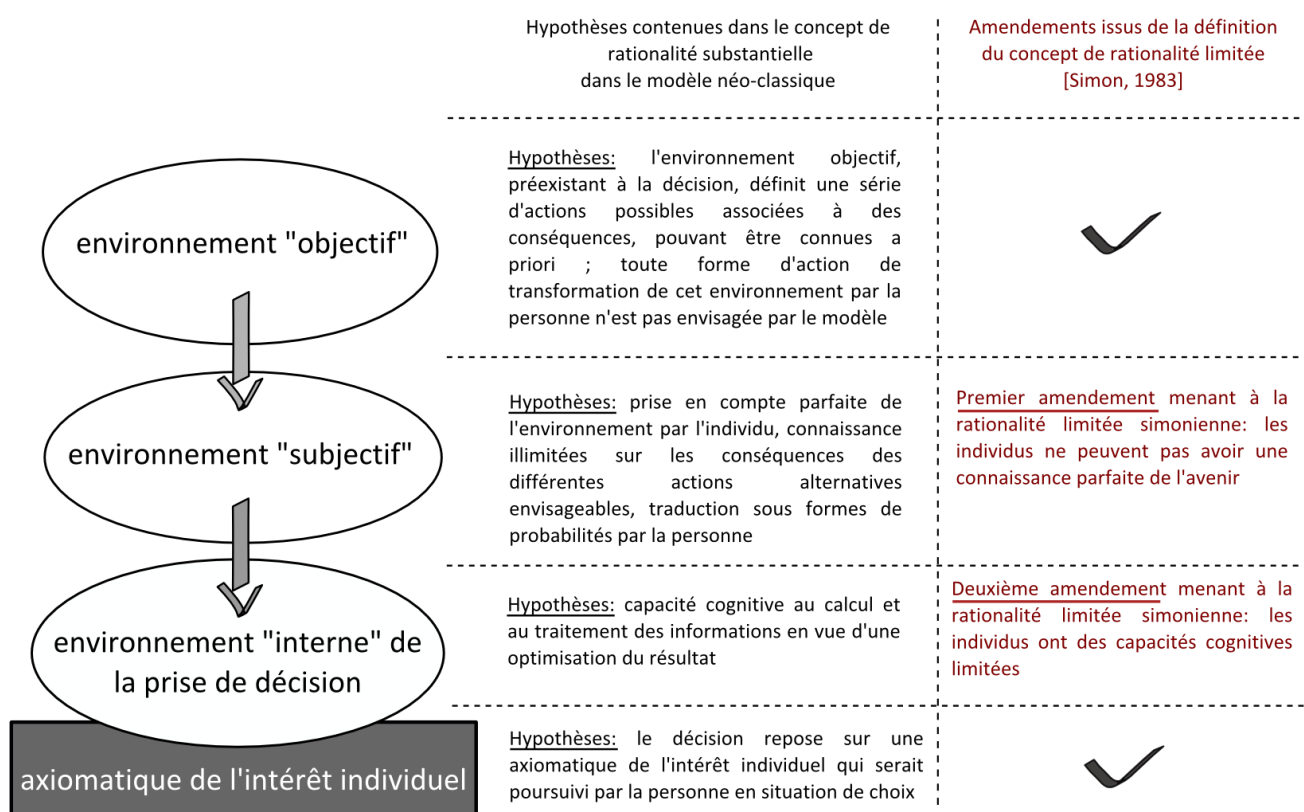 Hypothèses contenues dans le concept de
rationalité substantielle
dans le modèle néo-classique
Amendements issus de la définition
du concept de rationalité limitée
[Simon, 1983]
environnement "objectif"
Hypothèses: l'environnement objectif,
préexistant à la décision, définit une série
d'actions possibles associées à des
conséquences, pouvant être connues a
priori ; toute forme d'action de
transformation de cet environnement par la
personne n'est pas envisagée par le modèle
environnement "subjectif"
Hypothèses: prise en compte parfaite de
l'environnement par l'individu, connaissance
illimitées sur les conséquences des
différentes actions alternatives
envisageables, traduction sous formes de
probabilités par la personne
Premier amendement menant à la
rationalité limitée simonienne: les
individus ne peuvent pas avoir une
connaissance parfaite de l'avenir
environnement "interne" de
la prise de décision
Hypothèses: capacité cognitive au calcul et
au traitement des informations en vue d'une
optimisation du résultat
Deuxième amendement menant à la
rationalité limitée simonienne: les
individus ont des capacités cognitives
limitées
axiomatique de l'intérêt individuel
Hypothèses: le décision repose sur une
axiomatique de l'intérêt individuel qui serait
poursuivi par la personne en situation de choix